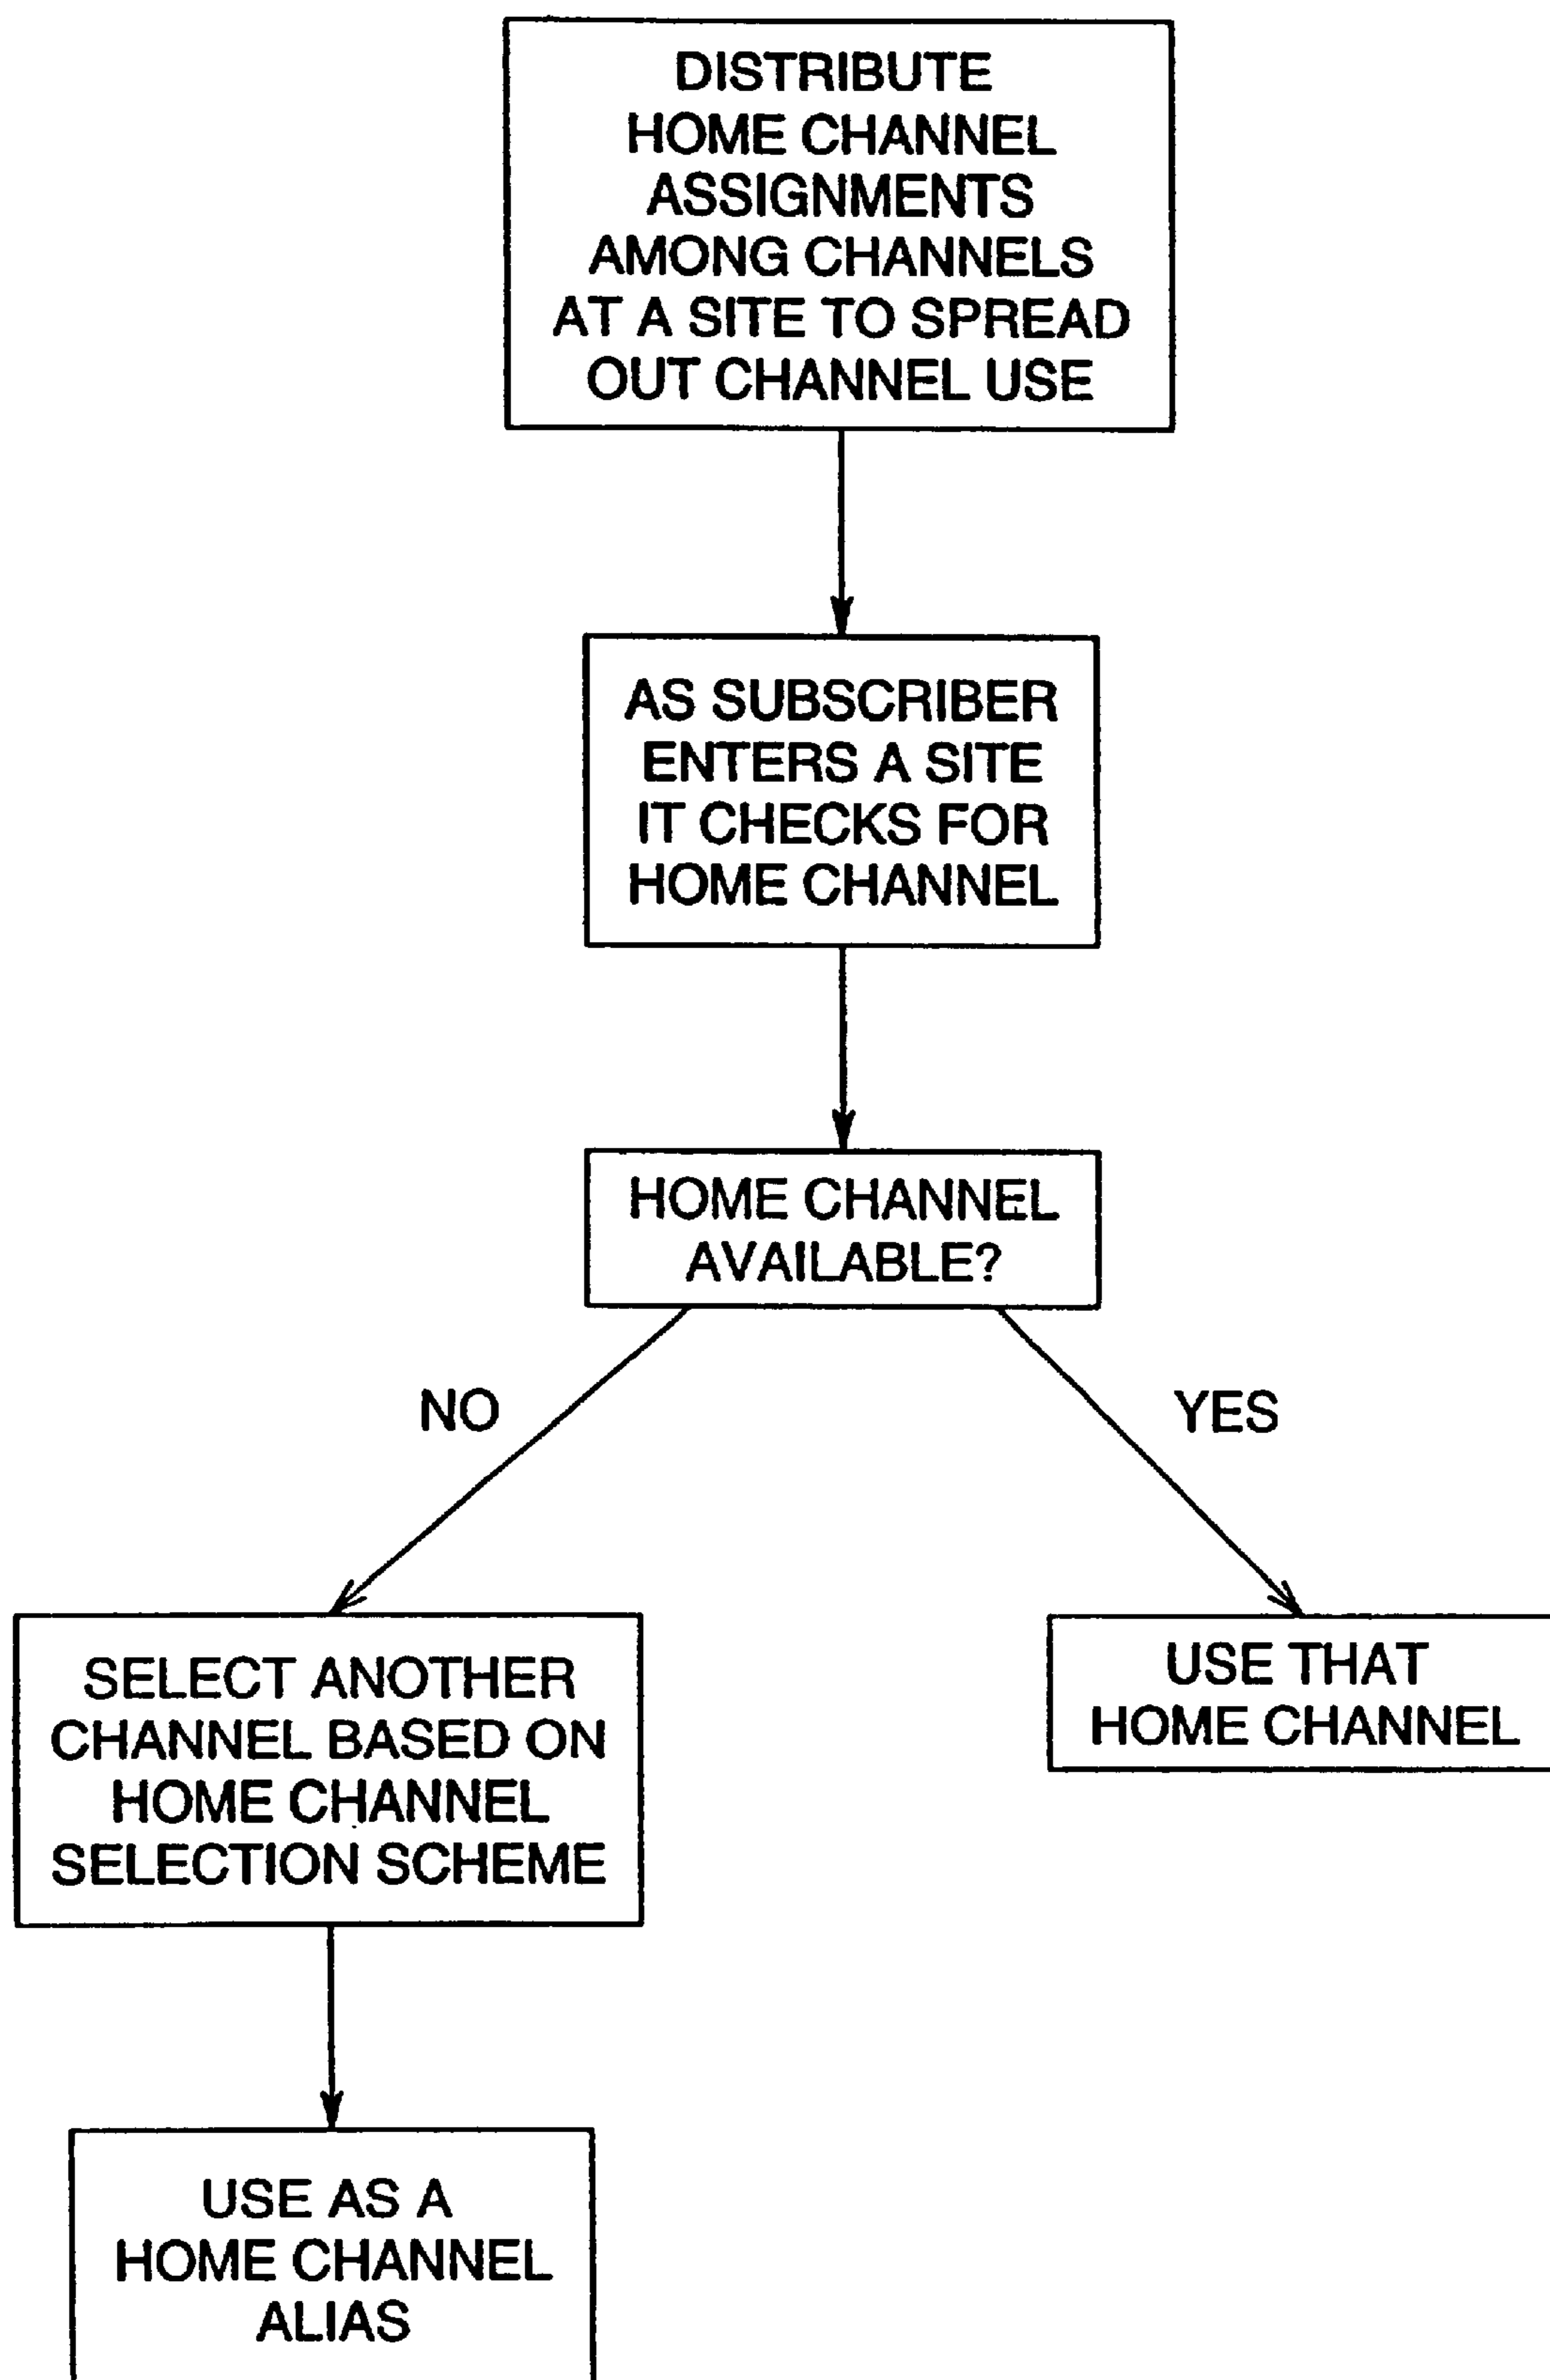 DISTRIBUTE
HOME CHANNEL
ASSIGNMENTS
AMONG CHANNELS
AT A SITE TO SPREAD
OUT CHANNEL USE
AS SUBSCRIBER
ENTERS A SITE
IT CHECKS FOR
HOME CHANNEL
HOME CHANNEL
AVAILABLE?
NO
YES
SELECT ANOTHER
CHANNEL BASED ON
HOME CHANNEL
SELECTION SCHEME
USE THAT
HOME CHANNEL
USE AS A
HOME CHANNEL
ALIAS